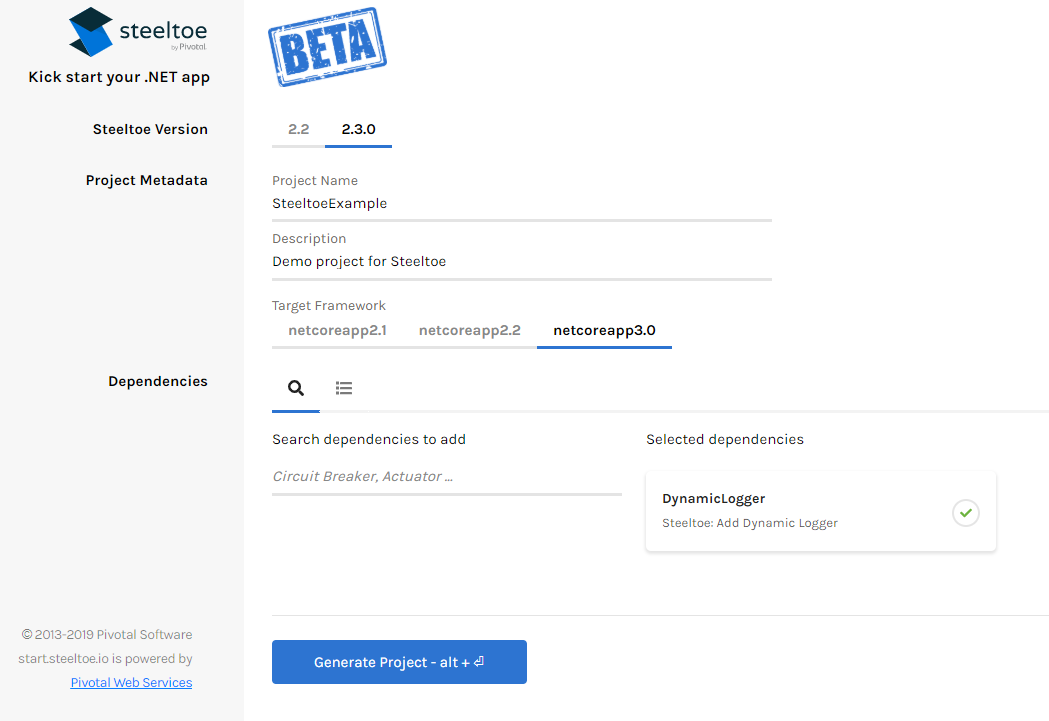 steeltoe
by Pivotal
Kick start your .NET app
BETA
Steeltoe Version
2.2 2.3.0
Project Metadata
Project Name
SteeltoeExample
Description
Demo project for Steeltoe
Target Framework
netcoreapp2.1 netcoreapp2.2 netcoreapp3.0
Dependencies
Search dependencies to add
Circuit Breaker, Actuator ...
Selected dependencies
DynamicLogger
Steeltoe: Add Dynamic Logger
Generate Project - alt + ⏎
© 2013-2019 Pivotal Software
start.steeltoe.io is powered by
Pivotal Web Services